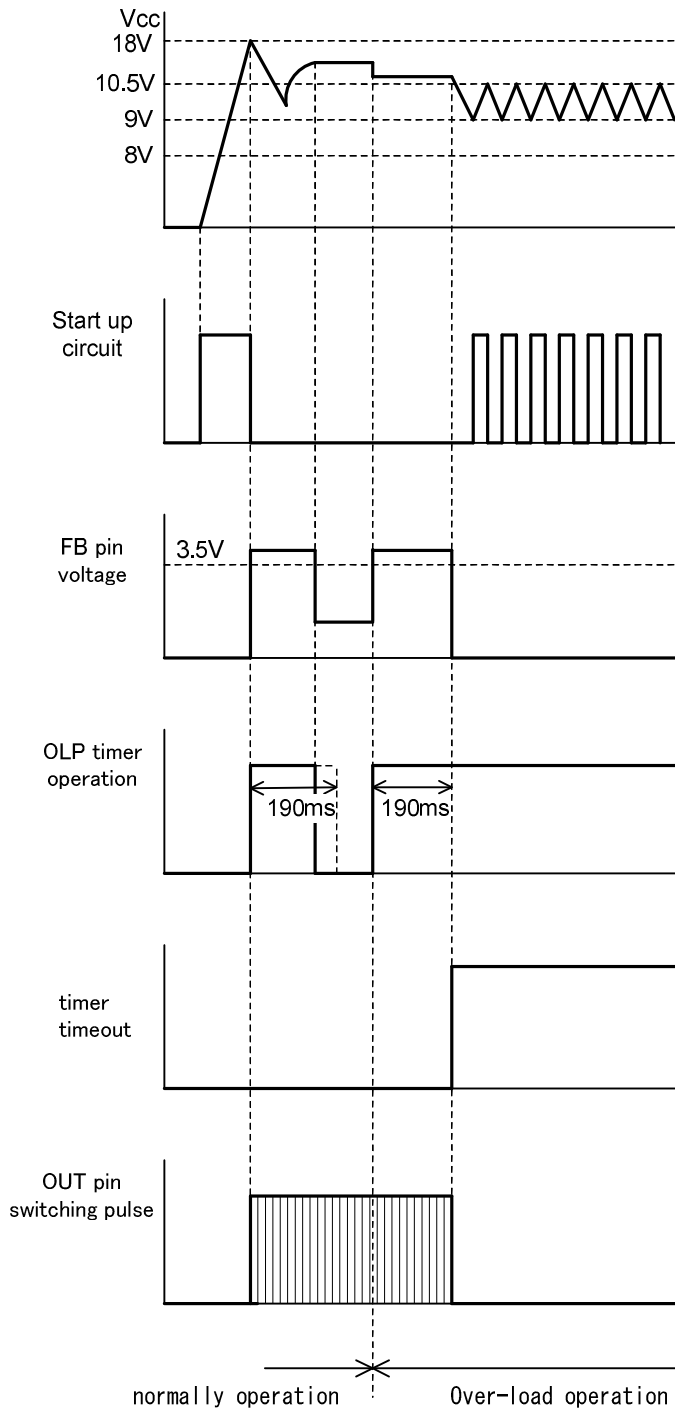 Vcc
18V
10.5V
9V
8V
Start up
circuit
FB pin
voltage
3.5V
OLP timer
operation
190ms
190ms
timer
timeout
OUT pin
switching pulse
normally operation
Over-load operation